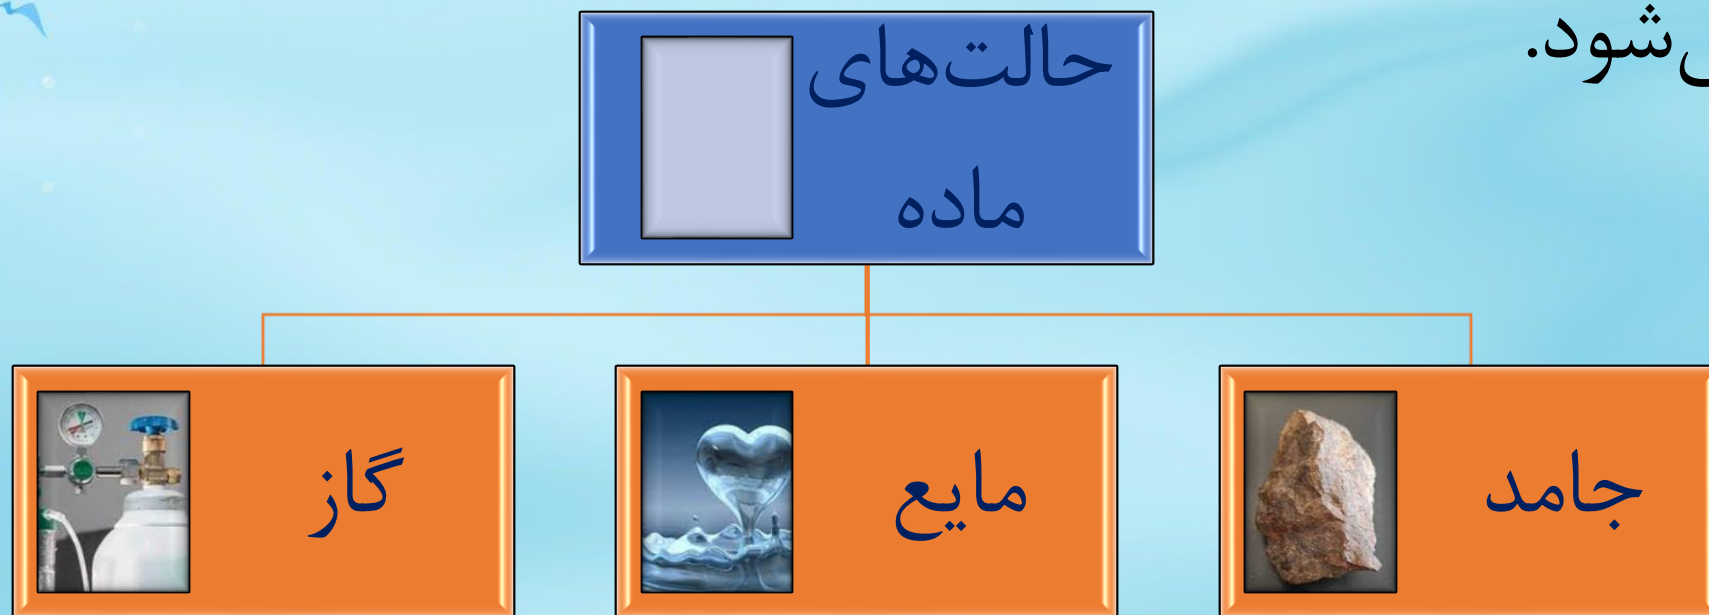 شود.
حالت‌های
ماده
جامد
مایع
گاز